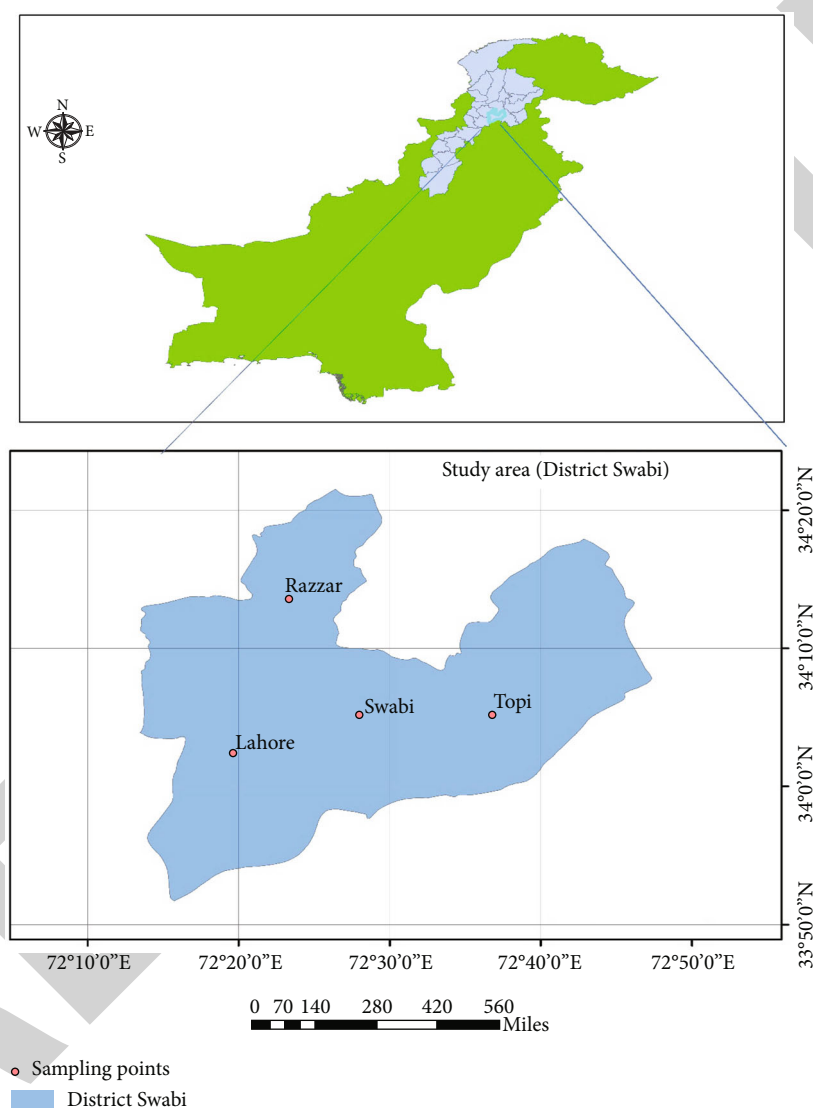 N
W E
S
Study area (District Swabi)
34°20'0"N
Razzar
34°10'0"N
Swabi
Topi
Lahore
34°0'0"N
33°50'0"N
72°10'0"E 72°20'0"E 72°30'0"E 72°40'0"E 72°50'0"E
0 70 140 280 420 560
Miles
Sampling points
District Swabi